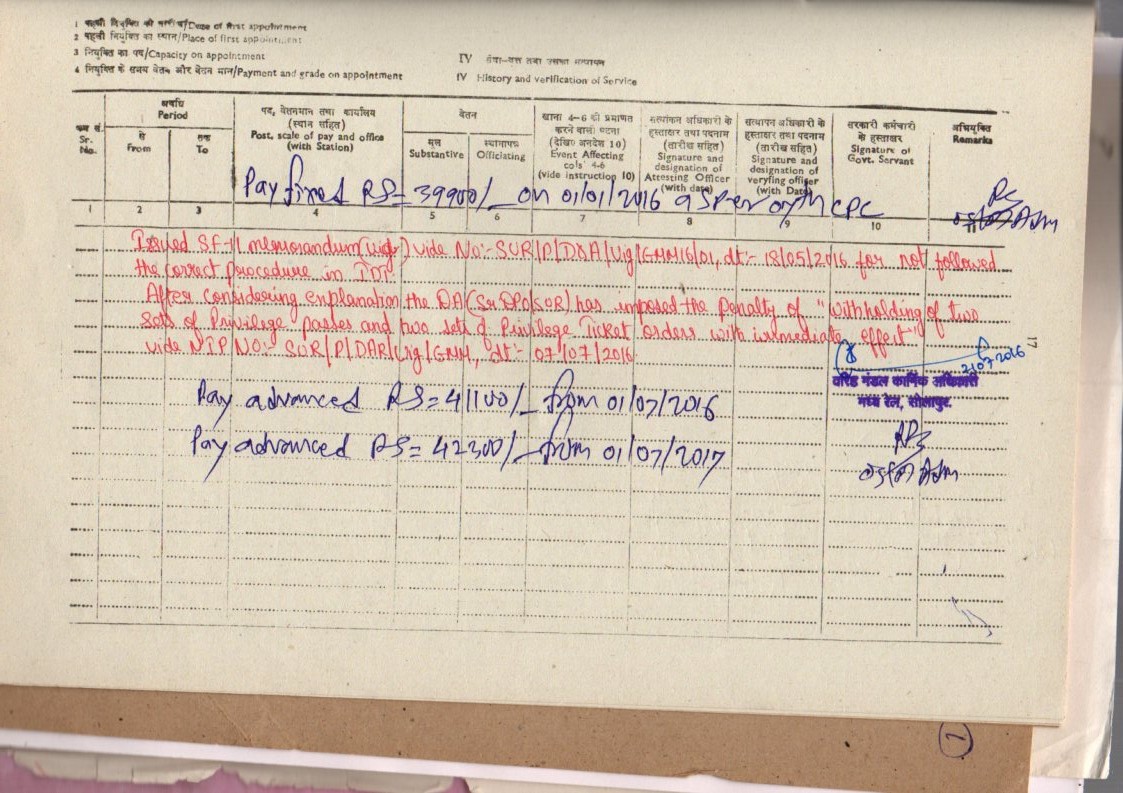 1 पहली नियुक्ति की तारीख/Date of first appointment
2 पहली नियुक्ति का स्थान/Place of first appointment
3 नियुक्ति का पद/Capacity on appointment
4 नियुक्ति के समय वेतन और वेतन मान/Payment and grade on appointment
IV सेवा-वृत्त तथा उसका सत्यापन
IV History and verification of Service
क्रम सं. Sr. No.
अवधि Period
से From
तक To
पद, वेतनमान तथा कार्यालय (स्थान सहित) Post, scale of pay and office (with Station)
वेतन
मूल Substantive
स्थानापन्न Officiating
खाना 4-6 को प्रभावित करने वाली घटना (देखिए अनुदेश 10) Event Affecting cols 4-6 (vide instruction 10)
सत्यांकन अधिकारी के हस्ताक्षर तथा पदनाम (तारीख सहित) Signature and designation of Attesting Officer (with date)
सत्यापन अधिकारी के हस्ताक्षर तथा पदनाम (तारीख सहित) Signature and designation of veryfing officer (with Date)
सरकारी कर्मचारी के हस्ताक्षर Signature of Govt. Servant
अभियुक्ति Remarks
Pay fixed RS= 39900/- on 01/01/2016 as per 07th CPC
1 2 3 4 5 6 7 8 9 10 11
Issued SF-11 memorandum(vig) vide No:- SUR/P/D&A/Vig/GMM16/01, dt:- 18/05/2016 for not followed
the correct procedure in
After considering explanation the DA(Sr DPO/SUR) has imposed the penalty of "withholding of two
sets of Privilege passes and two sets of Privilege Ticket orders with immediate effect"
vide NIP NO:- SUR/P/DAR/Vig/GMM, dt:- 07/07/2016
21/07/2016
वरिष्ठ मंडल कार्मिक अधिकारी
मध्य रेल, सोलापुर.
17
Pay advanced RS= 41100/- from 01/07/2016
Pay advanced RS= 42300/- from 01/07/2017